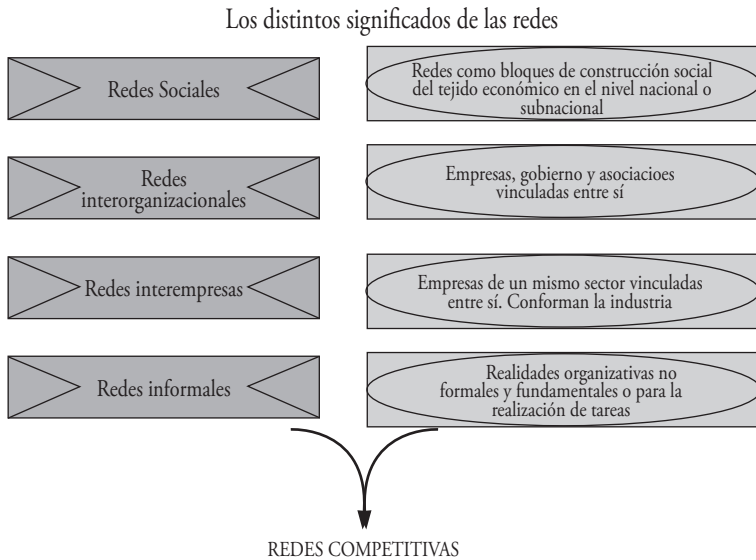 Los distintos significados de las redes
Redes Sociales
Redes como bloques de construcción social
del tejido económico en el nivel nacional o
subnacional
Redes
interorganizacionales
Empresas, gobierno y asociacioes
vinculadas entre sí
Redes interempresas
Empresas de un mismo sector vinculadas
entre sí. Conforman la industria
Redes informales
Realidades organizativas no
formales y fundamentales o para la
realización de tareas
REDES COMPETITIVAS